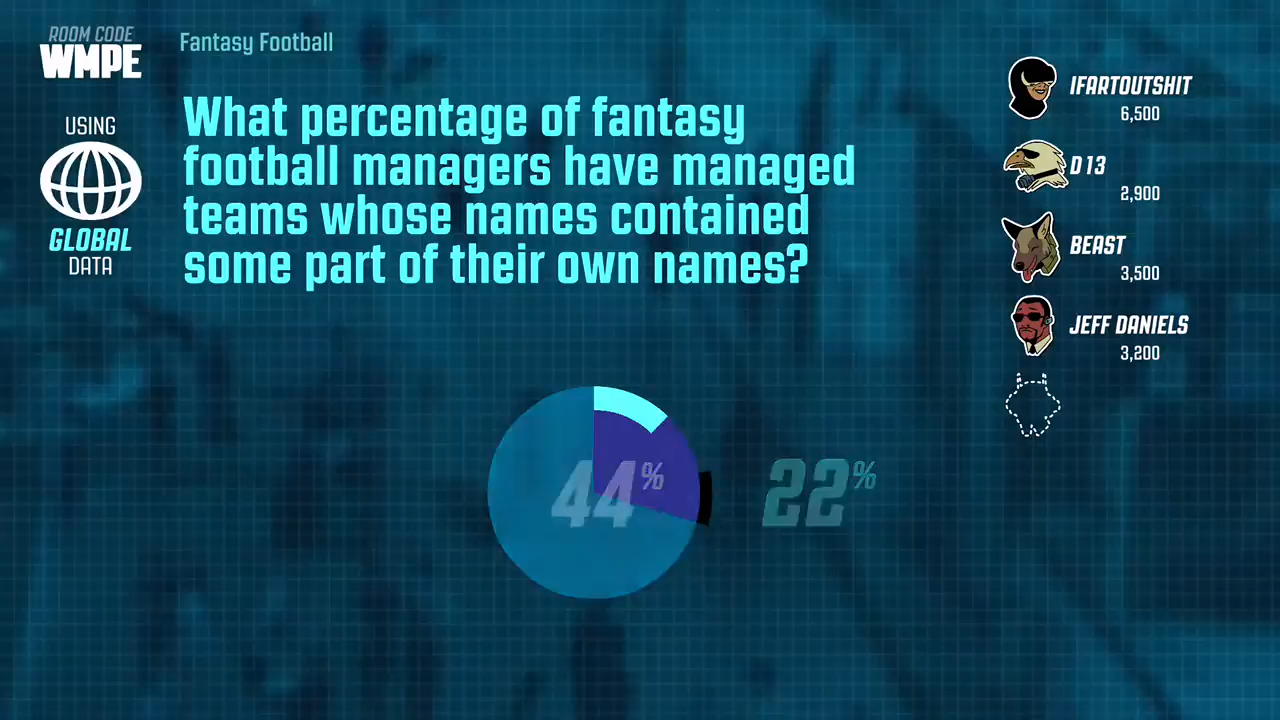 ROOM CODE
WMPE
Fantasy Football
USING
GLOBAL
DATA
What percentage of fantasy
football managers have managed
teams whose names contained
some part of their own names?
IFARTOUTSHIT
6,500
D13
2,900
BEAST
3,500
JEFF DANIELS
3,200
44%
22%